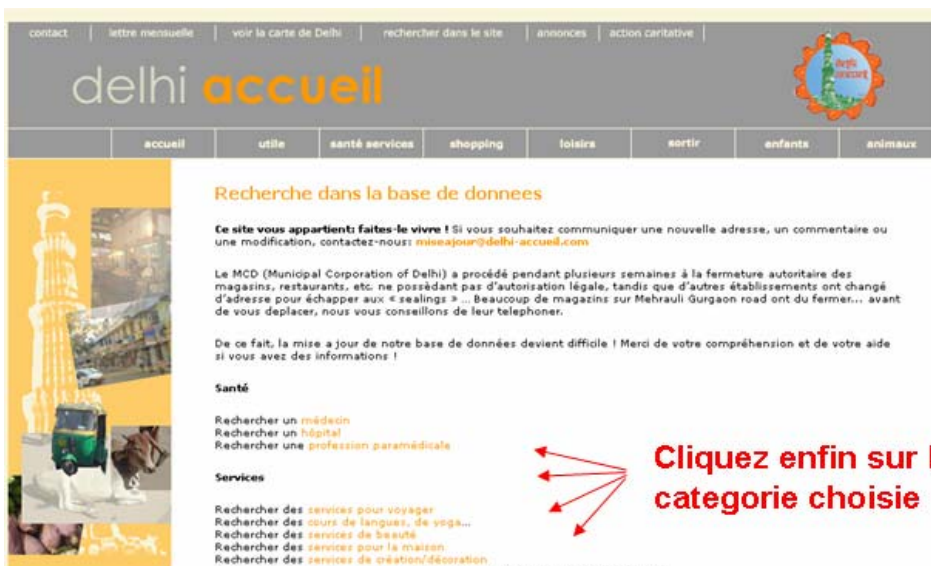 contact lettre mensuelle voir la carte de Delhi rechercher dans le site annonces action caritative
delhi accueil
delhi accueil
accueil utile santé services shopping loisirs sortir enfants animaux
Recherche dans la base de donnees
Ce site vous appartient: faites-le vivre ! Si vous souhaitez communiquer une nouvelle adresse, un commentaire ou
une modification, contactez-nous: miseajour@delhi-accueil.com
Le MCD (Municipal Corporation of Delhi) a procédé pendant plusieurs semaines à la fermeture autoritaire des
magasins, restaurants, etc. ne possèdant pas d'autorisation légale, tandis que d'autres établissements ont changé
d'adresse pour échapper aux « sealings » ... Beaucoup de magazins sur Mehrauli Gurgaon road ont du fermer... avant
de vous deplacer, nous vous conseillons de leur telephoner.
De ce fait, la mise a jour de notre base de données devient difficile ! Merci de votre compréhension et de votre aide
si vous avez des informations !
Santé
Rechercher un médecin
Rechercher un hôpital
Rechercher une profession paramédicale
Cliquez enfin sur l
categorie choisie
Services
Rechercher des services pour voyager
Rechercher des cours de langues, de yoga...
Rechercher des services de beauté
Rechercher des services pour la maison
Rechercher des services de création/décoration